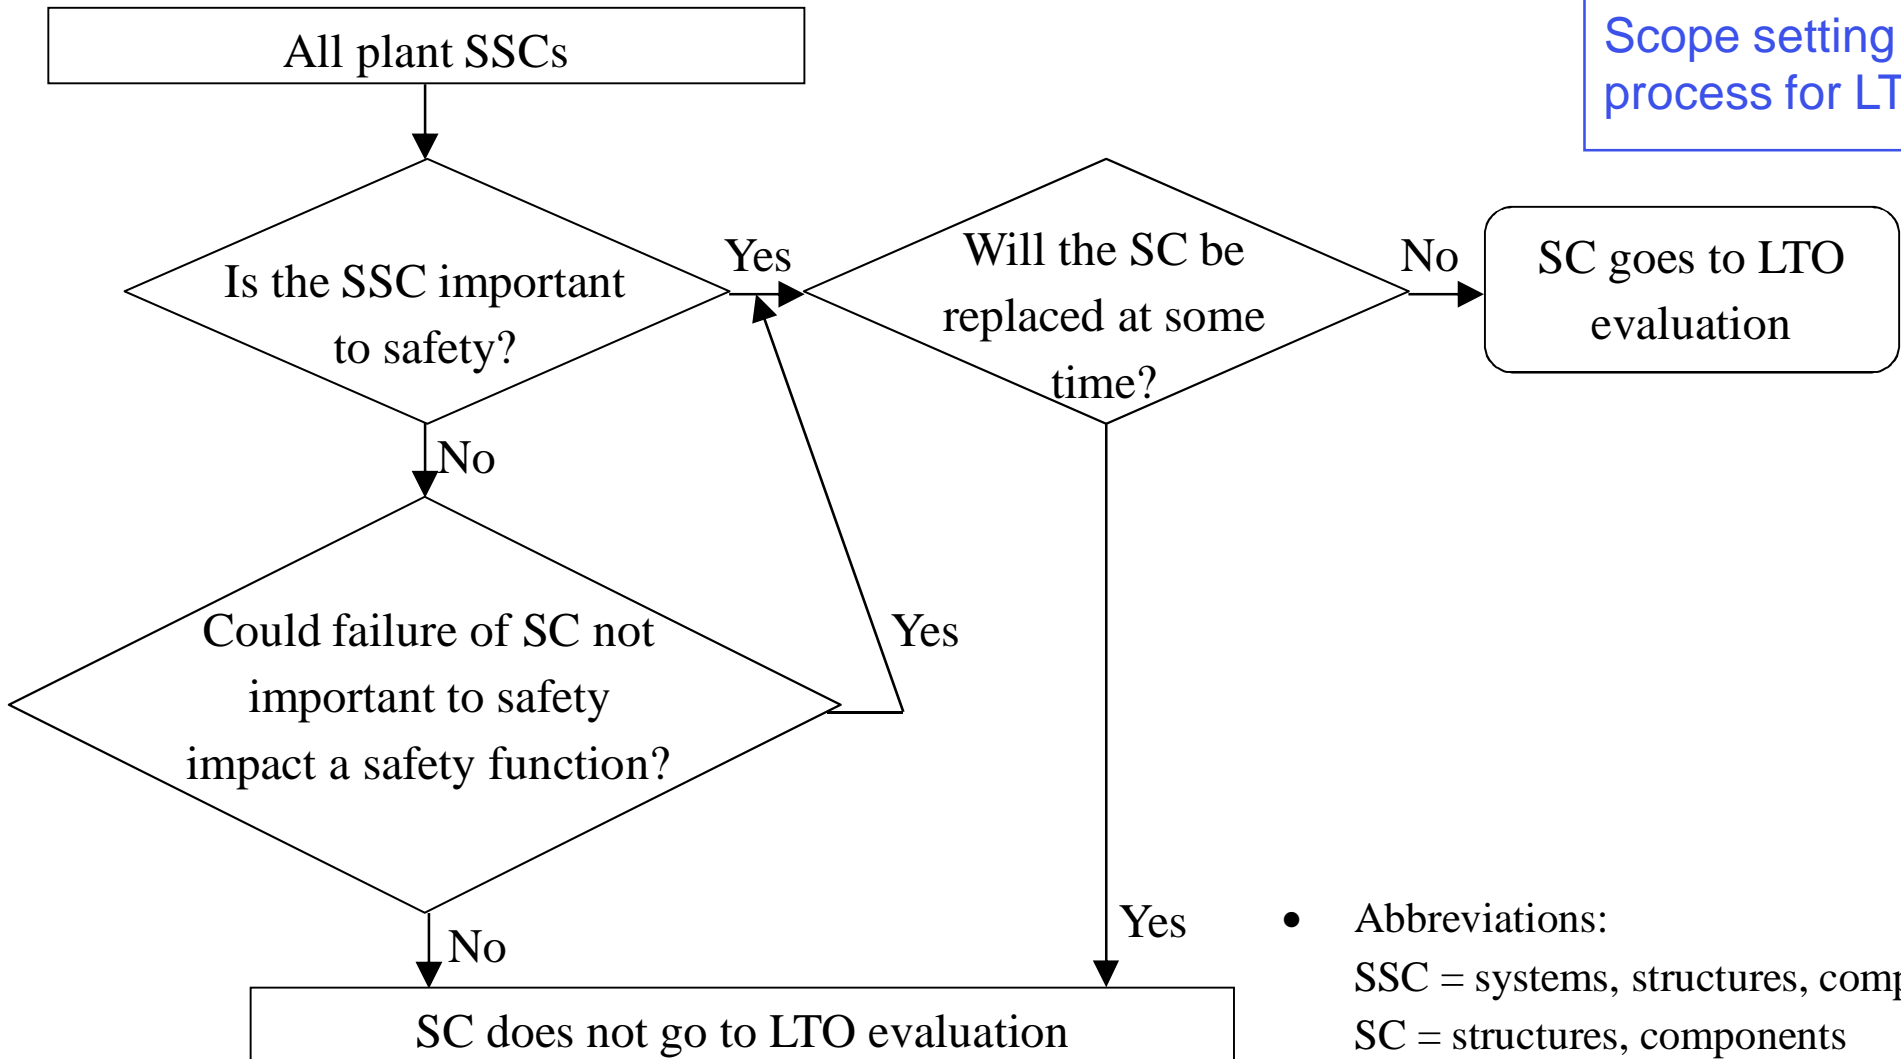 All plant SSCs
Scope setting
process for LT
Is the SSC important
to safety?
Yes
Will the SC be
replaced at some
time?
No
SC goes to LTO
evaluation
No
Could failure of SC not
important to safety
impact a safety function?
Yes
No
Yes
SC does not go to LTO evaluation
• Abbreviations:
SSC = systems, structures, comp
SC = structures, components